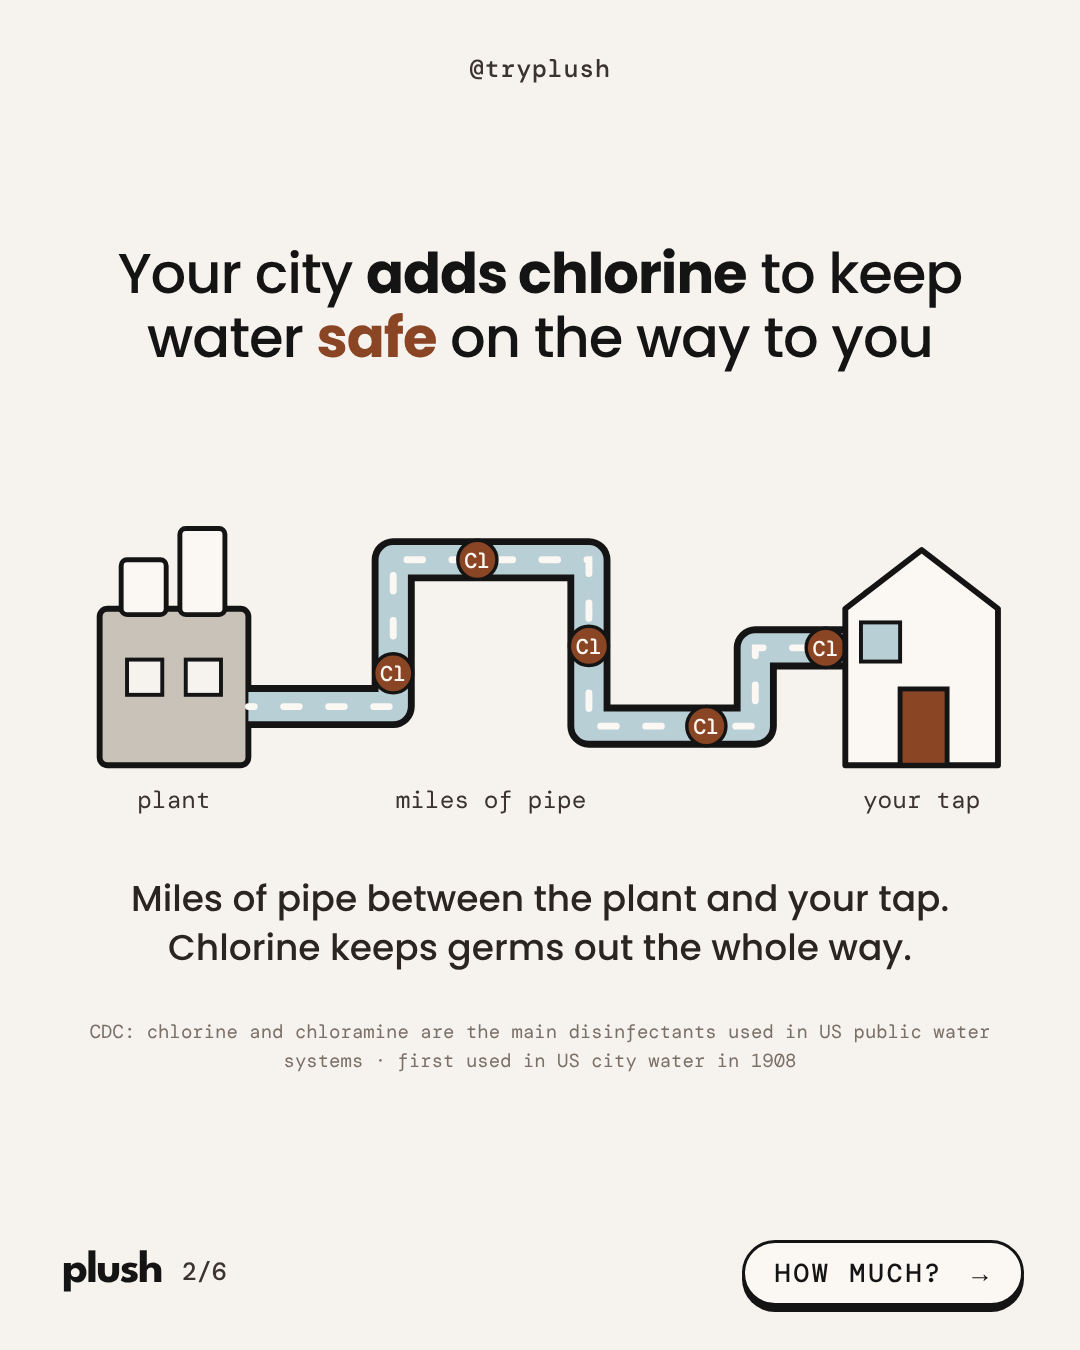 @tryplush
Your city adds chlorine to keep
water safe on the way to you
Cl
Cl
Cl
Cl
Cl
plant
miles of pipe
your tap
Miles of pipe between the plant and your tap.
Chlorine keeps germs out the whole way.
CDC: chlorine and chloramine are the main disinfectants used in US public water
systems · first used in US city water in 1908
plush 2/6
HOW MUCH? →